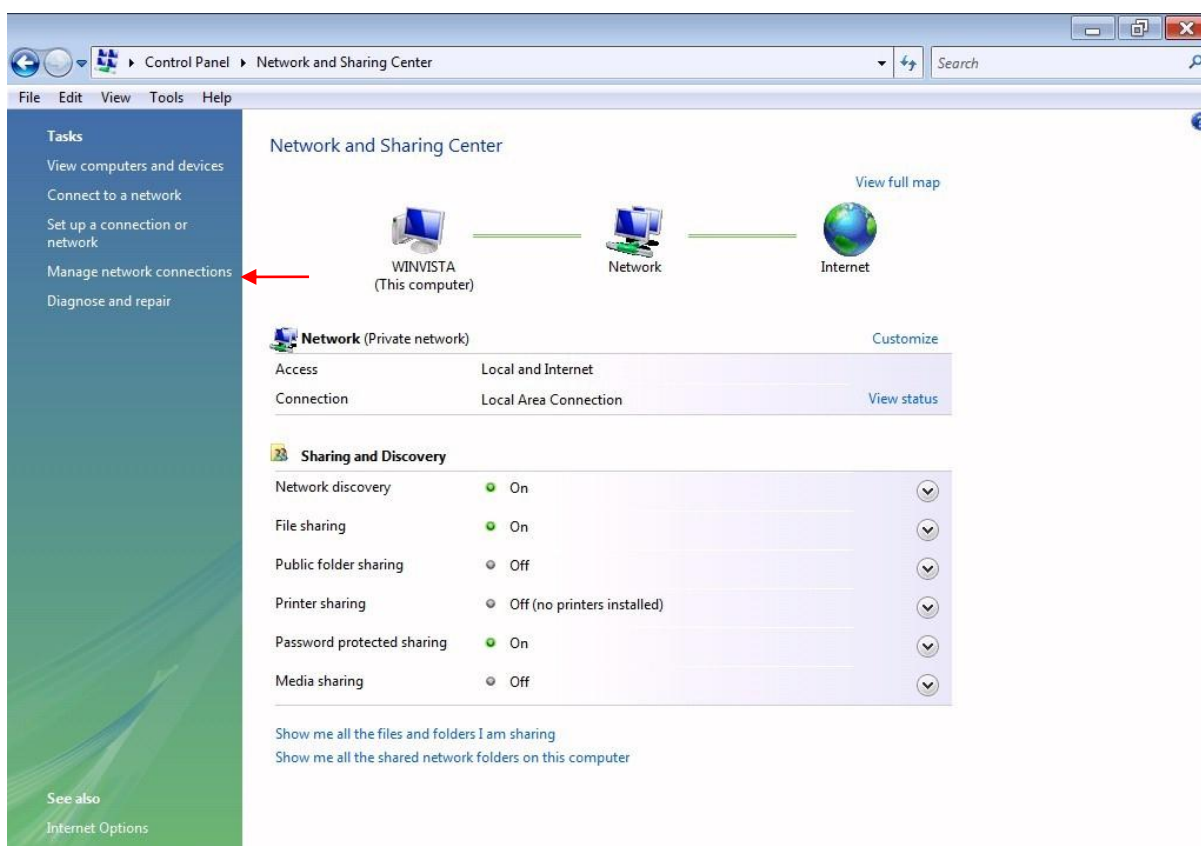 Control Panel Network and Sharing Center
Search
File Edit View Tools Help
Tasks
View computers and devices
Connect to a network
Set up a connection or
network
Manage network connections
Diagnose and repair
See also
Internet Options
Network and Sharing Center
View full map
WINVISTA
(This computer)
Network
Internet
Network (Private network) Customize
Access Local and Internet
Connection Local Area Connection View status
Sharing and Discovery
Network discovery On
File sharing On
Public folder sharing Off
Printer sharing Off (no printers installed)
Password protected sharing On
Media sharing Off
Show me all the files and folders I am sharing
Show me all the shared network folders on this computer